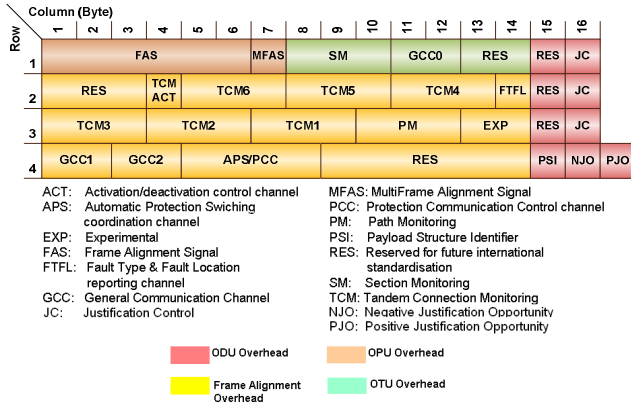 Column (Byte)
Row
1 2 3 4 5 6 7 8 9 10 11 12 13 14 15 16
1 FAS MFAS SM GCC0 RES RES JC
2 RES TCM ACT TCM6 TCM5 TCM4 FTFL RES JC
3 TCM3 TCM2 TCM1 PM EXP RES JC
4 GCC1 GCC2 APS/PCC RES PSI NJO PJO
ACT: Activation/deactivation control channel
APS: Automatic Protection Swiching
coordination channel
EXP: Experimental
FAS: Frame Alignment Signal
FTFL: Fault Type & Fault Location
reporting channel
GCC: General Communication Channel
JC: Justification Control
MFAS: MultiFrame Alignment Signal
PCC: Protection Communication Control channel
PM: Path Monitoring
PSI: Payload Structure Identifier
RES: Reserved for future international
standardisation
SM: Section Monitoring
TCM: Tandem Connection Monitoring
NJO: Negative Justification Opportunity
PJO: Positive Justification Opportunity
ODU Overhead
OPU Overhead
Frame Alignment
Overhead
OTU Overhead